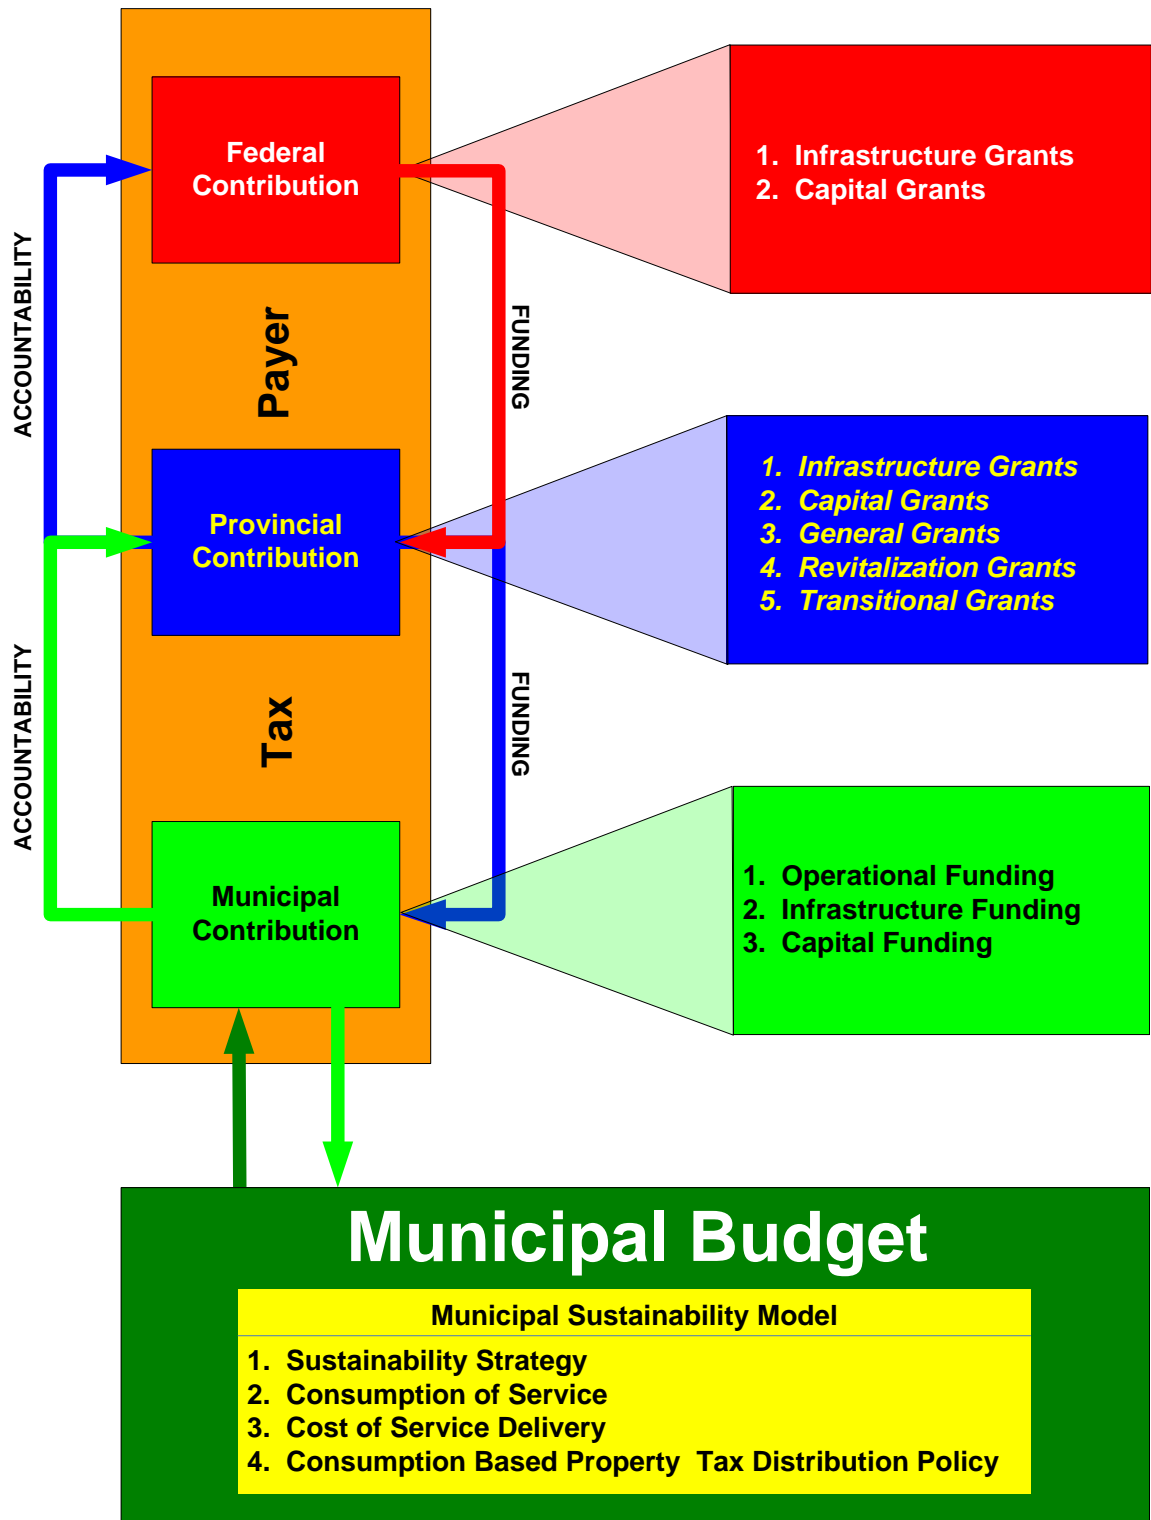 Federal
Contribution
1. Infrastructure Grants
2. Capital Grants
ACCOUNTABILITY
Payer
FUNDING
Provincial
Contribution
1. Infrastructure Grants
2. Capital Grants
3. General Grants
4. Revitalization Grants
5. Transitional Grants
ACCOUNTABILITY
Tax
FUNDING
Municipal
Contribution
1. Operational Funding
2. Infrastructure Funding
3. Capital Funding
Municipal Budget
Municipal Sustainability Model
1. Sustainability Strategy
2. Consumption of Service
3. Cost of Service Delivery
4. Consumption Based Property Tax Distribution Policy